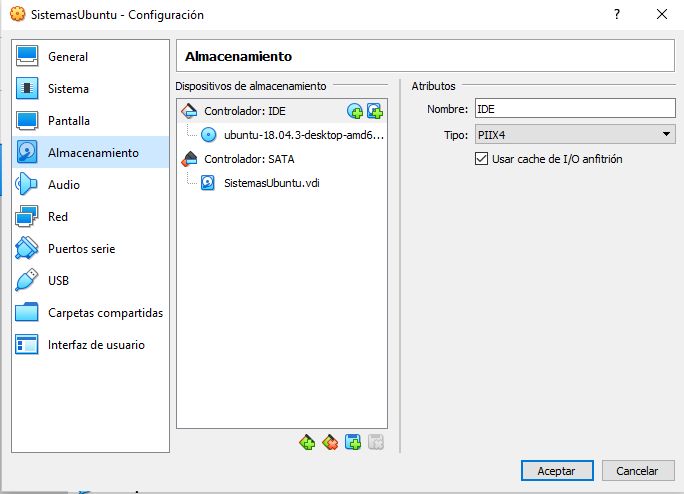 SistemasUbuntu - Configuración
General
Sistema
Pantalla
Almacenamiento
Audio
Red
Puertos serie
USB
Carpetas compartidas
Interfaz de usuario
Almacenamiento
Dispositivos de almacenamiento
Controlador: IDE
ubuntu-18.04.3-desktop-amd6...
Controlador: SATA
SistemasUbuntu.vdi
Atributos
Nombre: IDE
Tipo: PIIX4
Usar cache de I/O anfitrión
Aceptar Cancelar